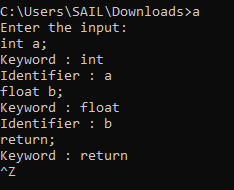 C:\Users\SAIL\Downloads>a
Enter the input:
int a;
Keyword : int
Identifier : a
float b;
Keyword : float
Identifier : b
return;
Keyword : return
^Z